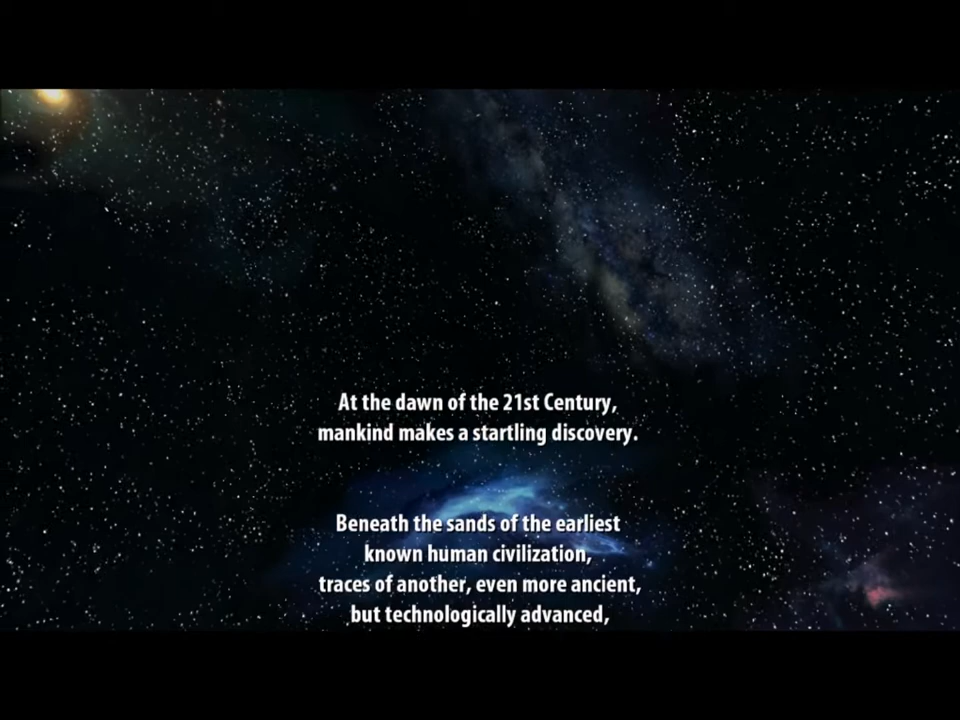 At the dawn of the 21st Century,
mankind makes a startling discovery.
Beneath the sands of the earliest
known human civilization,
traces of another, even more ancient,
but technologically advanced,